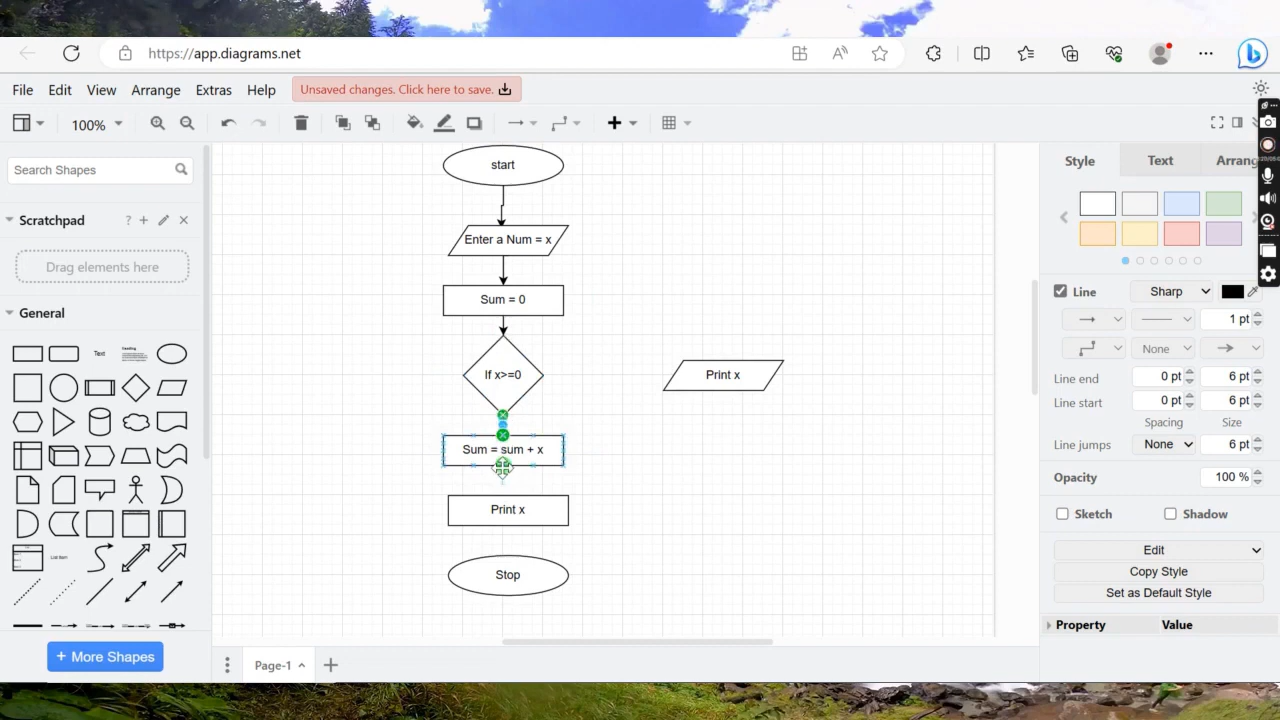 https://app.diagrams.net
File Edit View Arrange Extras Help Unsaved changes. Click here to save.
100%
Search Shapes
Scratchpad ?
Drag elements here
General
Text
Heading
List Item
+ More Shapes
start
Enter a Num = x
Sum = 0
If x>=0
Print x
Sum = sum + x
Print x
Stop
Page-1
Style Text Arrang
Line Sharp
1 pt
None
Line end 0 pt 6 pt
Line start 0 pt 6 pt
Spacing Size
Line jumps None 6 pt
Opacity 100 %
Sketch Shadow
Edit
Copy Style
Set as Default Style
Property Value